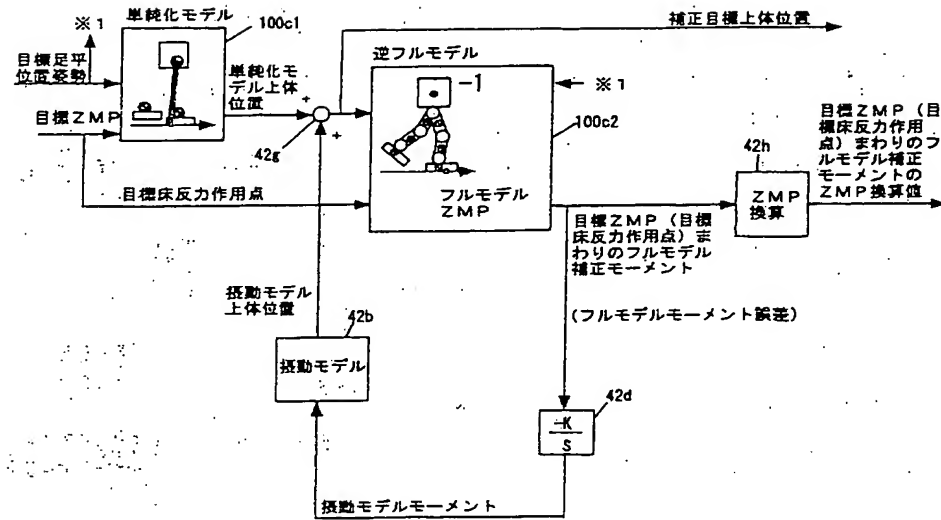 ※1
単純化モデル
100c1
補正目標上体位置
目標足平
位置姿勢
単純化モ
デル上体
位置
逆フルモデル
-1
※1
目標ZMP
+
+
42g
100c2
目標ZMP(目
標床反力作用
点)まわりのフ
ルモデル補正
モーメントの
ZMP換算値
42h
目標床反力作用点
フルモデル
ZMP
ZMP
換算
目標ZMP(目標
床反力作用点)ま
わりのフルモデル
補正モーメント
摂動モデル
上体位置
42b
(フルモデルモーメント誤差)
摂動モデル
42d
-K
S
摂動モデルモーメント